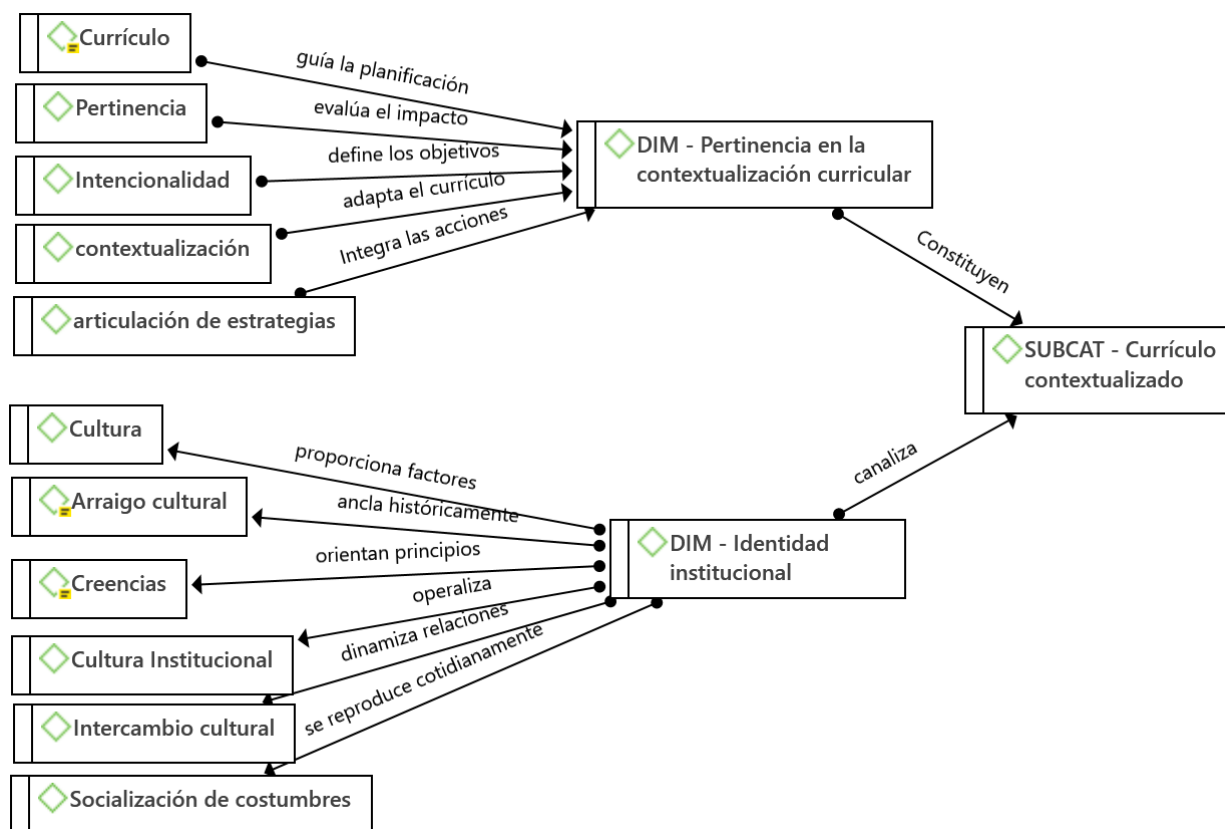 Currículo
guía la planificación
Pertinencia
evalúa el impacto
Intencionalidad
define los objetivos
contextualización
adapta el currículo
articulación de estrategias
Integra las acciones
DIM - Pertinencia en la
contextualización curricular
Constituyen
SUBCAT - Currículo
contextualizado
Cultura
proporciona factores
Arraigo cultural
ancla históricamente
Creencias
orientan principios
Cultura Institucional
operaliza
Intercambio cultural
dinamiza relaciones
Socialización de costumbres
se reproduce cotidianamente
DIM - Identidad
institucional
canaliza